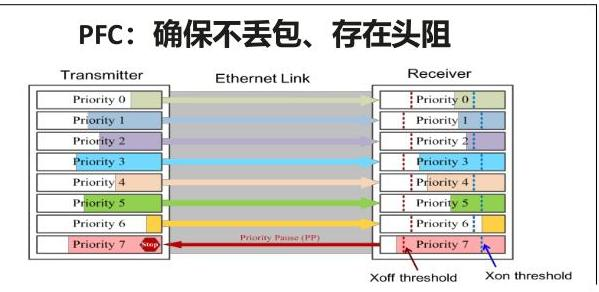 PFC：确保不丢包、存在头阻
Transmitter
Ethernet Link
Receiver
Priority 0
Priority 0
Priority 1
Priority 1
Priority 2
Priority 2
Priority 3
Priority 3
Priority 4
Priority 4
Priority 5
Priority 5
Priority 6
Priority 6
Priority 7
Stop
Priority Pause (PP)
Priority 7
Xoff threshold
Xon threshold